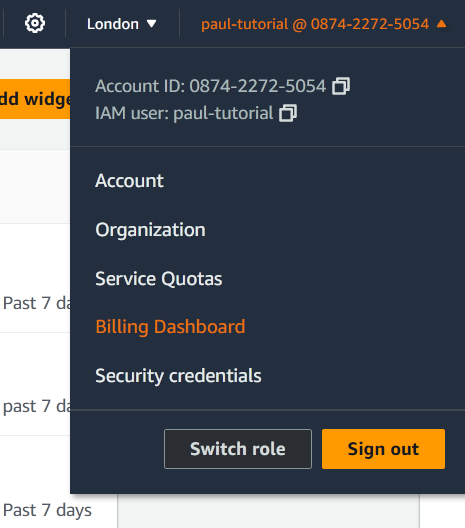 London ▼
paul-tutorial @ 0874-2272-5054 ▲
Account ID: 0874-2272-5054
IAM user: paul-tutorial
dd widge
Account
Organization
Service Quotas
Past 7 da
Billing Dashboard
Security credentials
past 7 da
Switch role
Sign out
Past 7 days